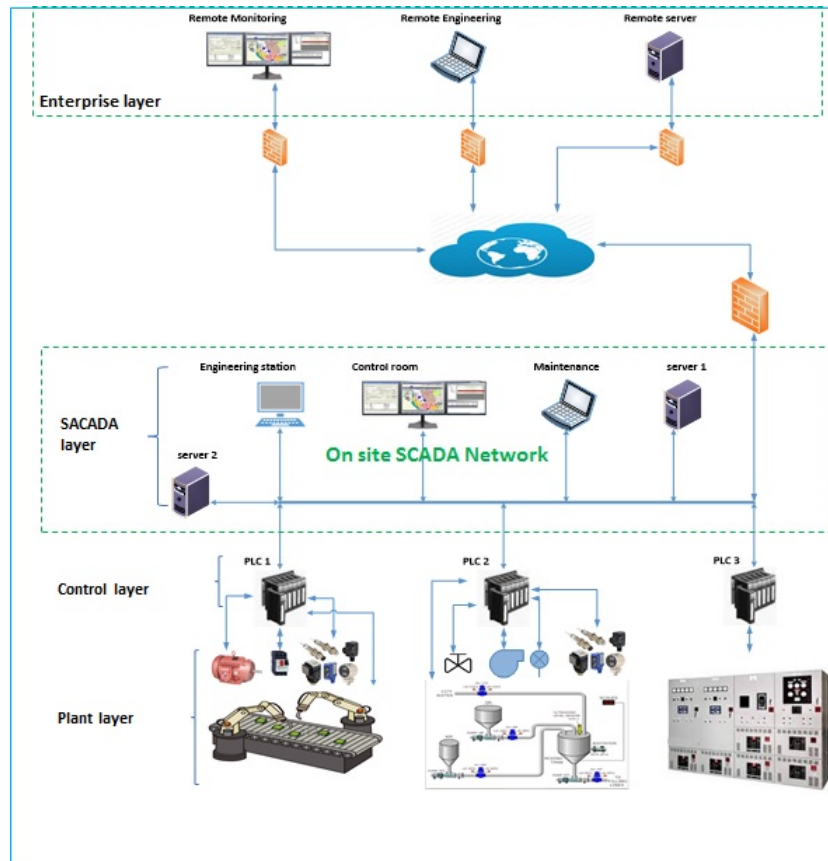 Remote Monitoring
Remote Engineering
Remote server
Enterprise layer
Engineering station
Control room
Maintenance
server 1
SACADA
layer
server 2
On site SCADA Network
PLC 1
PLC 2
PLC 3
Control layer
Plant layer